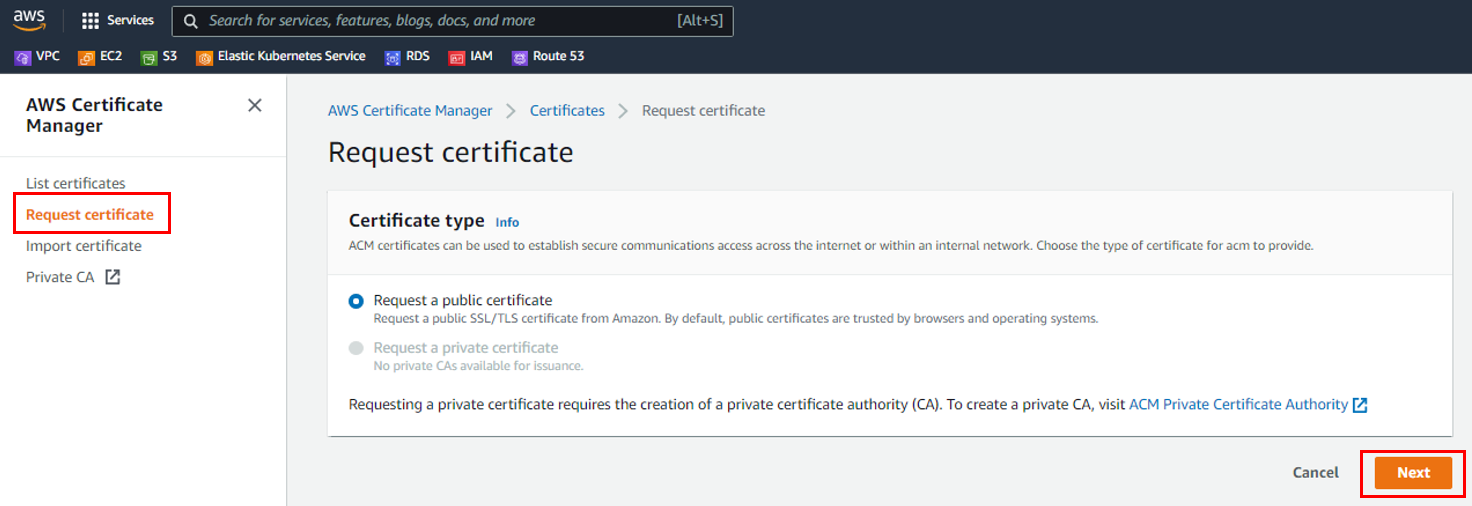 aws
Services
Search for services, features, blogs, docs, and more
[Alt+S]
VPC
EC2
S3
Elastic Kubernetes Service
RDS
IAM
Route 53
AWS Certificate
Manager
List certificates
Request certificate
Import certificate
Private CA
AWS Certificate Manager
Certificates
Request certificate
Request certificate
Certificate type Info
ACM certificates can be used to establish secure communications access across the internet or within an internal network. Choose the type of certificate for acm to provide.
Request a public certificate
Request a public SSL/TLS certificate from Amazon. By default, public certificates are trusted by browsers and operating systems.
Request a private certificate
No private CAs available for issuance.
Requesting a private certificate requires the creation of a private certificate authority (CA). To create a private CA, visit ACM Private Certificate Authority
Cancel
Next